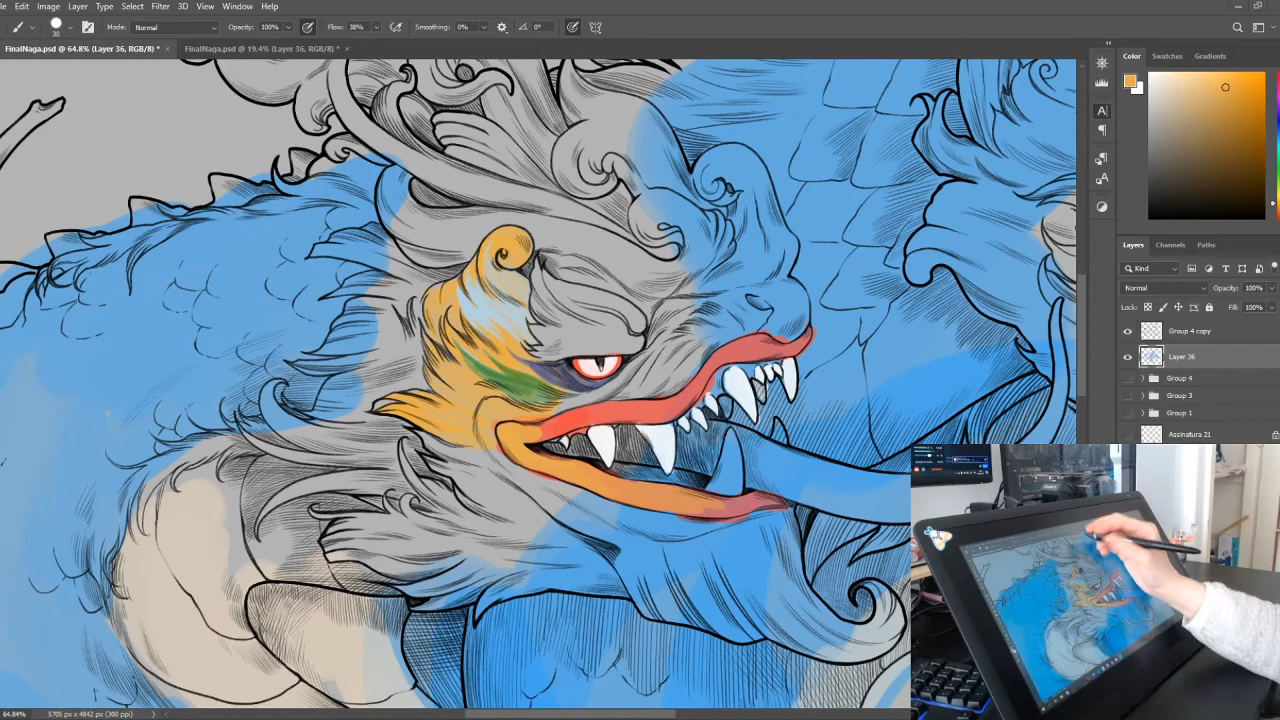 le Edit Image Layer Type Select Filter 3D View Window Help
30 Mode: Normal Opacity: 100% Flow: 38% Smoothing: 0% 0°
FinalNaga.psd @ 64.8% (Layer 36, RGB/8) * × FinalNaga.psd @ 19.4% (Layer 36, RGB/8) * ×
Color Swatches Gradients
Layers Channels Paths
Kind
Normal Opacity: 100%
Lock: Fill: 100%
Group 4 copy
Layer 36
Group 4
Group 3
Group 1
Assinatura 21
64.84% 5705 px x 4842 px (300 ppi)